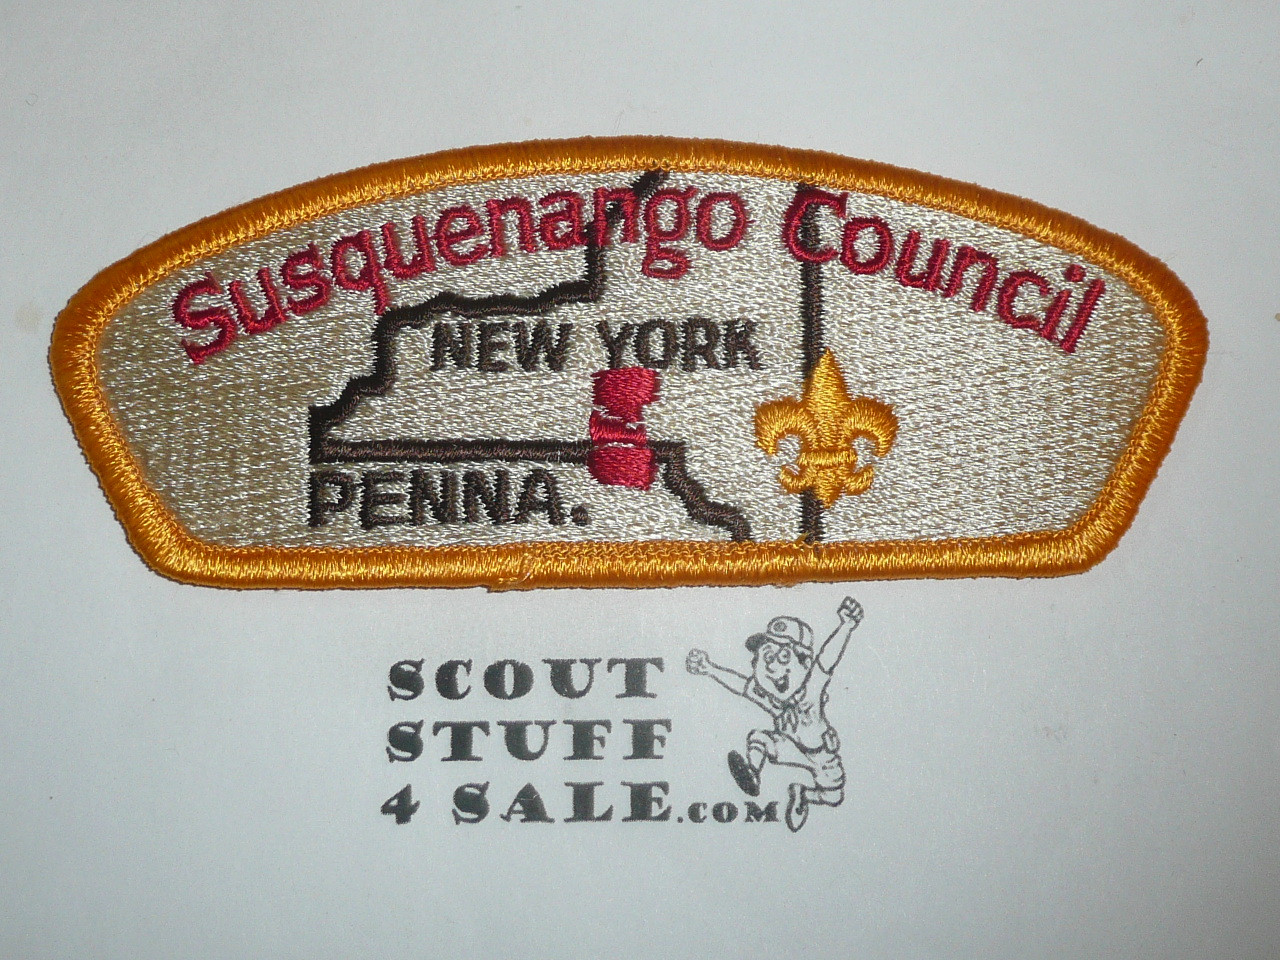 Susquenango Council
NEW YORK
PENNA.
SCOUT
STUFF
4 SALE.COM